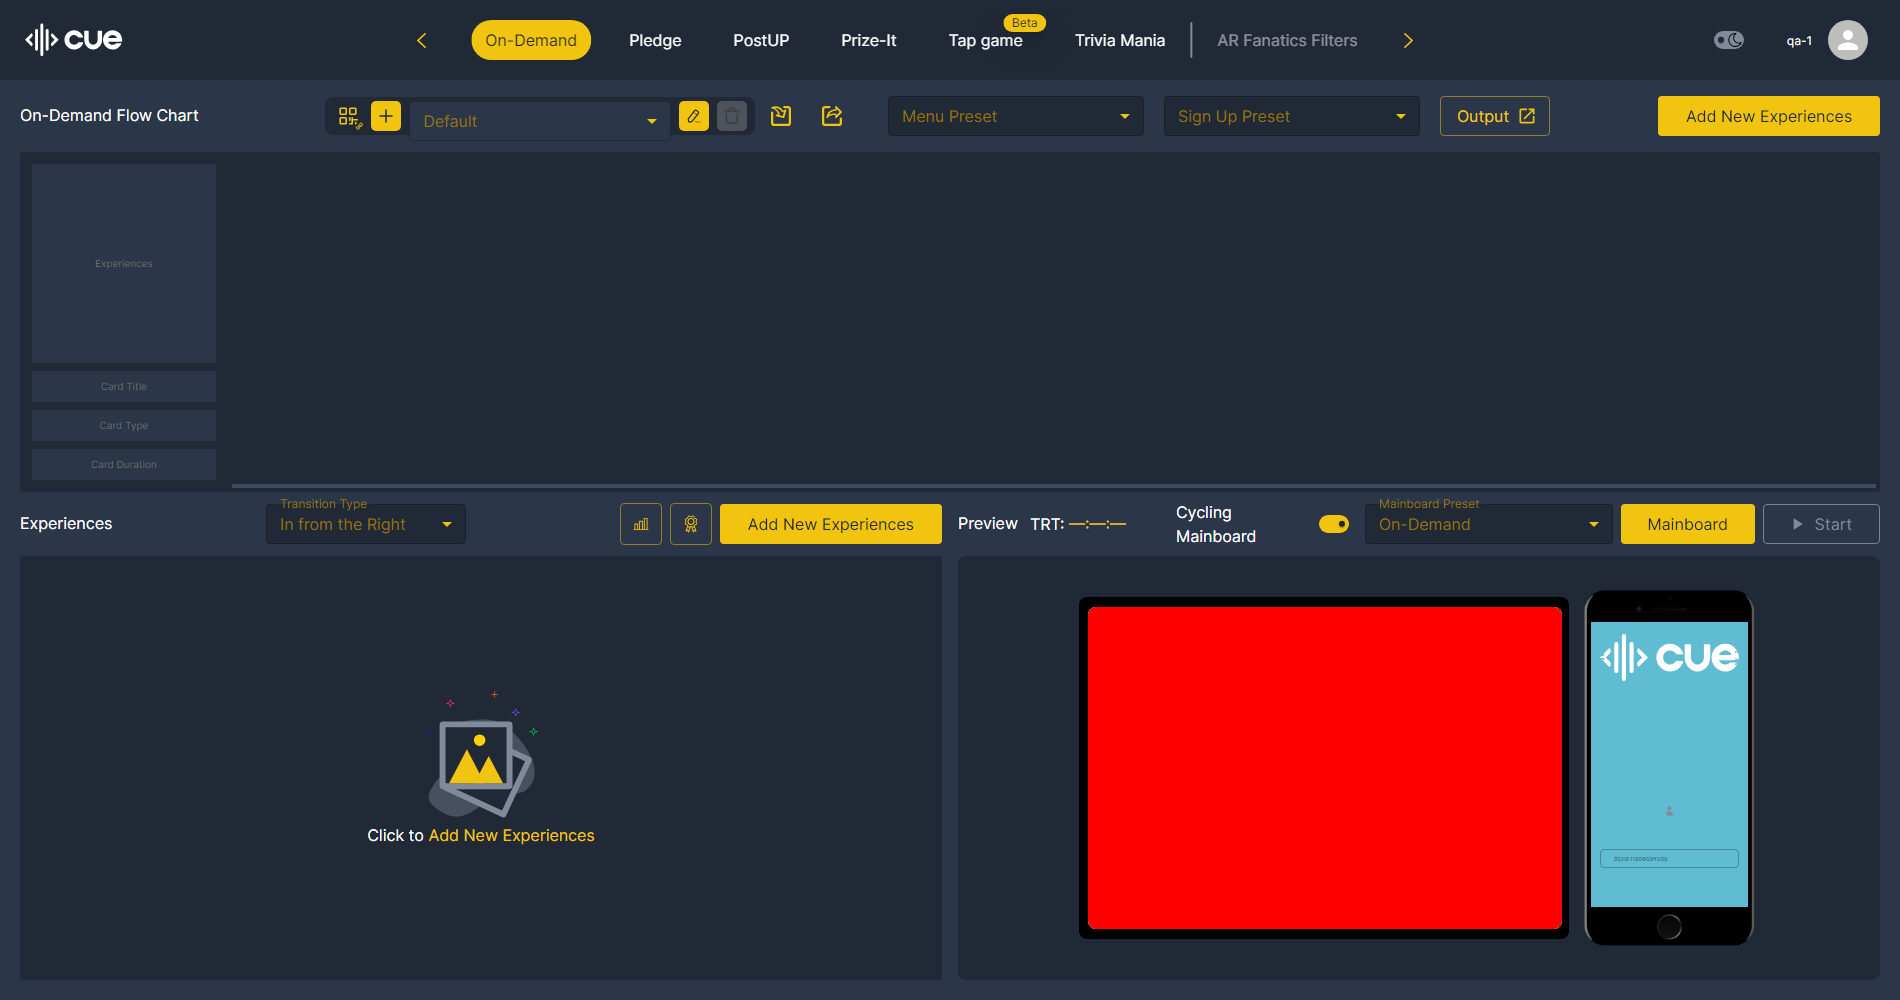 cue
On-Demand
Pledge
PostUP
Prize-It
Beta
Tap game
Trivia Mania
AR Fanatics Filters
qa-1
On-Demand Flow Chart
Default
Menu Preset
Sign Up Preset
Output
Add New Experiences
Experiences
Card Title
Card Type
Card Duration
Experiences
Transition Type
In from the Right
Add New Experiences
Preview
TRT: —:—:—
Cycling
Mainboard
Mainboard Preset
On-Demand
Mainboard
Start
Click to Add New Experiences
cue